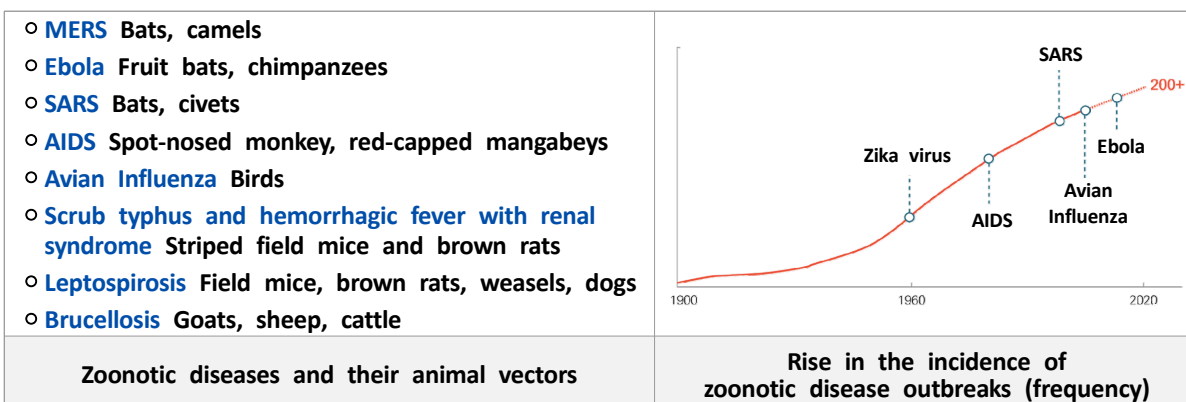 MERS Bats, camels
Ebola Fruit bats, chimpanzees
SARS Bats, civets
AIDS Spot-nosed monkey, red-capped mangabeys
Avian Influenza Birds
Scrub typhus and hemorrhagic fever with renal
syndrome Striped field mice and brown rats
Leptospirosis Field mice, brown rats, weasels, dogs
Brucellosis Goats, sheep, cattle
Zoonotic diseases and their animal vectors
SARS
200+
Zika virus
Ebola
AIDS
Avian
Influenza
1900
1960
2020
Rise in the incidence of
zoonotic disease outbreaks (frequency)